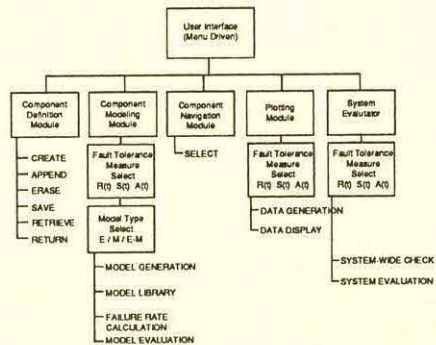 User Interface
(Menu Driven)
Component
Definition
Module
Component
Modeling
Module
Component
Navigation
Module
Plotting
Module
System
Evalutator
CREATE
APPEND
ERASE
SAVE
RETRIEVE
RETURN
Fault Tolerance
Measure
Select
R(t) S(t) A(t)
Model Type
Select
E / M / E-M
MODEL GENERATION
MODEL LIBRARY
FAILURE RATE
CALCULATION
MODEL EVALUATION
SELECT
Fault Tolerance
Measure
Select
R(t) S(t) A(t)
DATA GENERATION
DATA DISPLAY
Fault Tolerance
Measure
Select
R(t) S(t) A(t)
SYSTEM-WIDE CHECK
SYSTEM EVALUATION